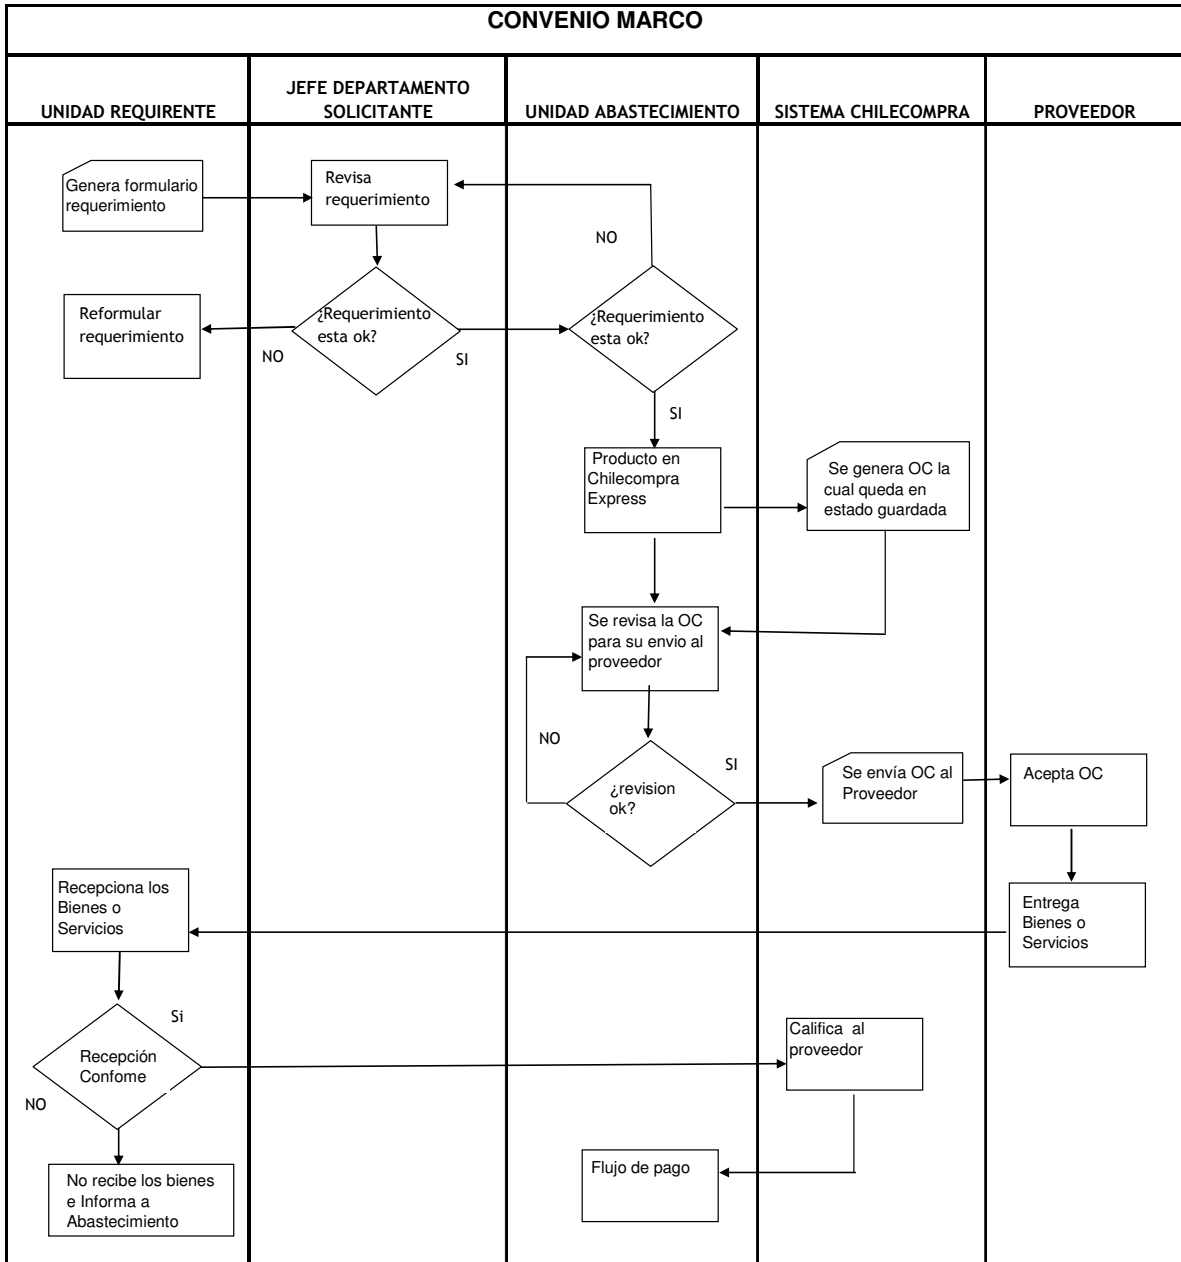 CONVENIO MARCO
UNIDAD REQUIRENTE
JEFE DEPARTAMENTO
SOLICITANTE
UNIDAD ABASTECIMIENTO
SISTEMA CHILECOMPRA
PROVEEDOR
Genera formulario
requerimiento
Revisa
requerimiento
NO
Reformular
requerimiento
NO
¿Requerimiento
esta ok?
SI
¿Requerimiento
esta ok?
SI
Producto en
Chilecompra
Express
Se genera OC la
cual queda en
estado guardada
Se revisa la OC
para su envio al
proveedor
NO
¿revision
ok?
SI
Se envía OC al
Proveedor
Acepta OC
Entrega
Bienes o
Servicios
Recepciona los
Bienes o
Servicios
Si
Recepción
Confome
NO
Califica al
proveedor
No recibe los bienes
e Informa a
Abastecimiento
Flujo de pago